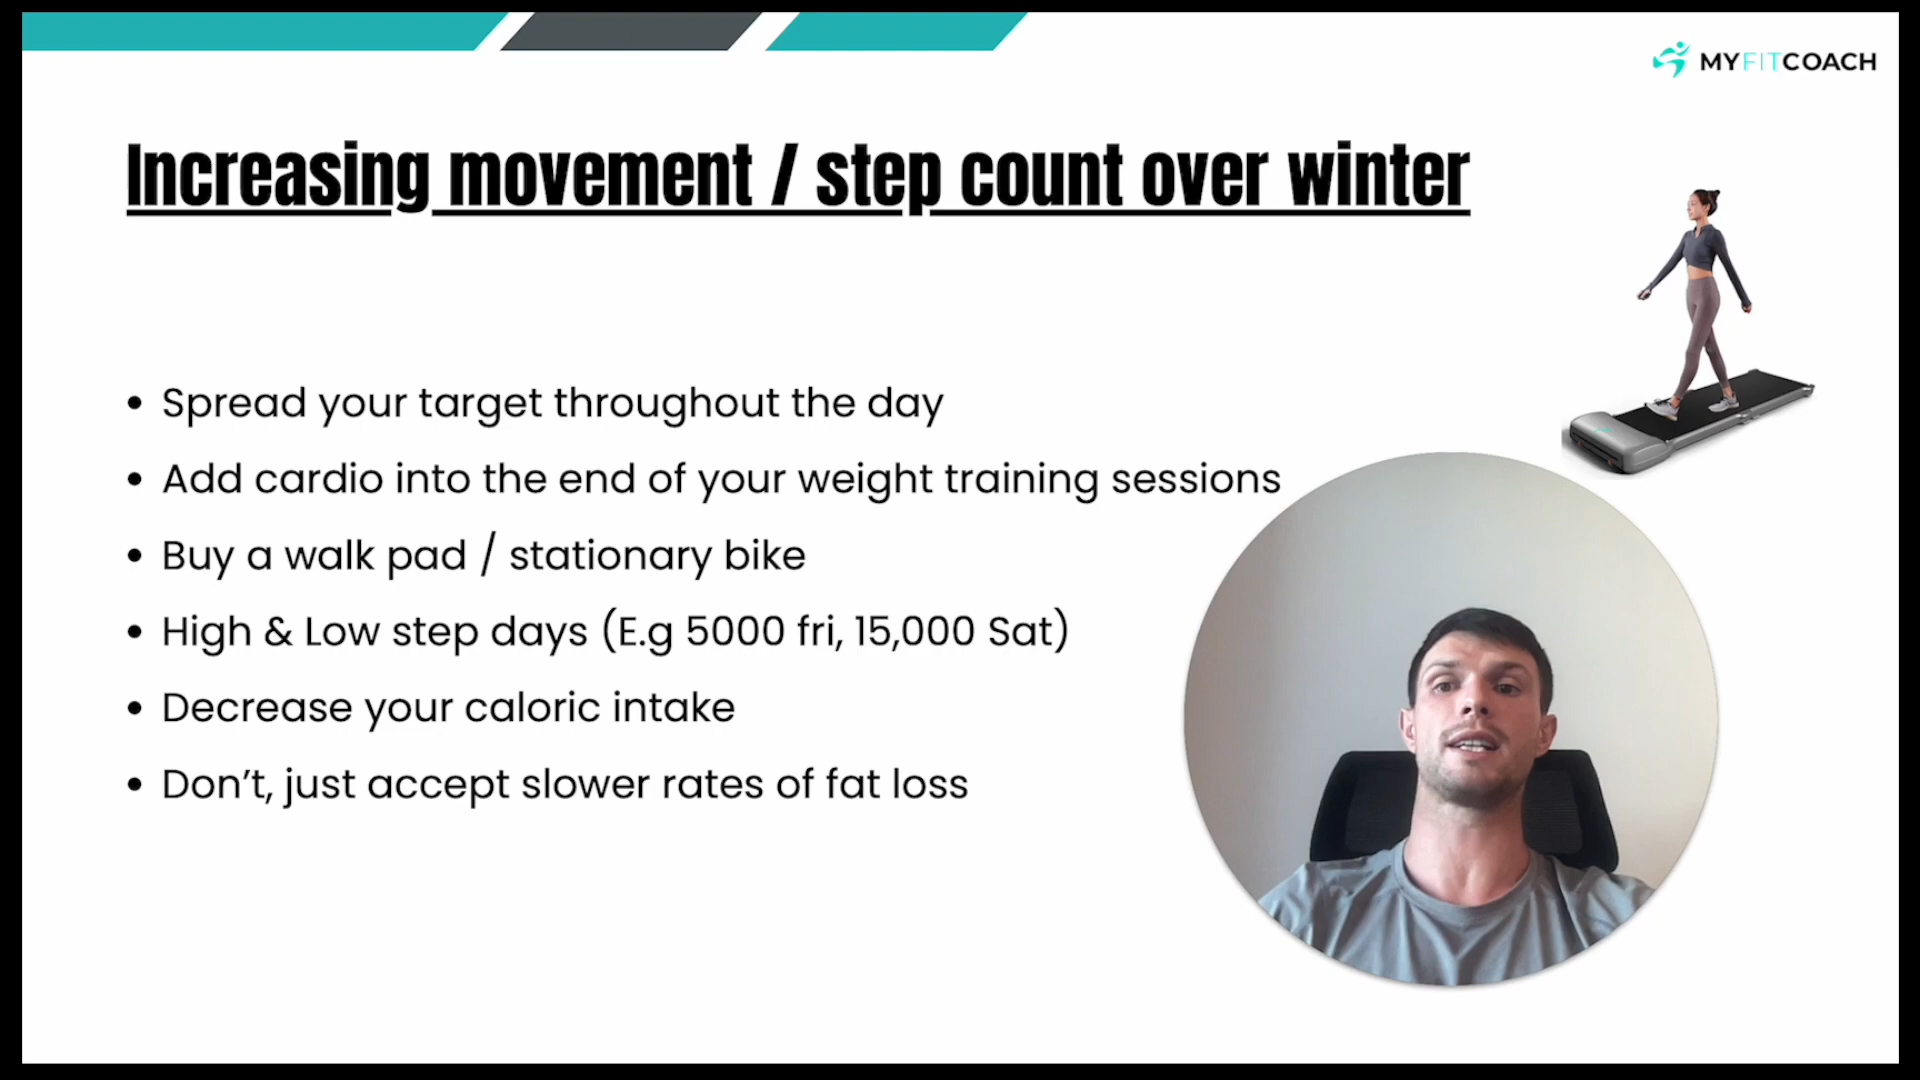 MYFITCOACH
Increasing movement / step count over winter
• Spread your target throughout the day
• Add cardio into the end of your weight training sessions
• Buy a walk pad / stationary bike
• High & Low step days (E.g 5000 fri, 15,000 Sat)
• Decrease your caloric intake
• Don’t, just accept slower rates of fat loss